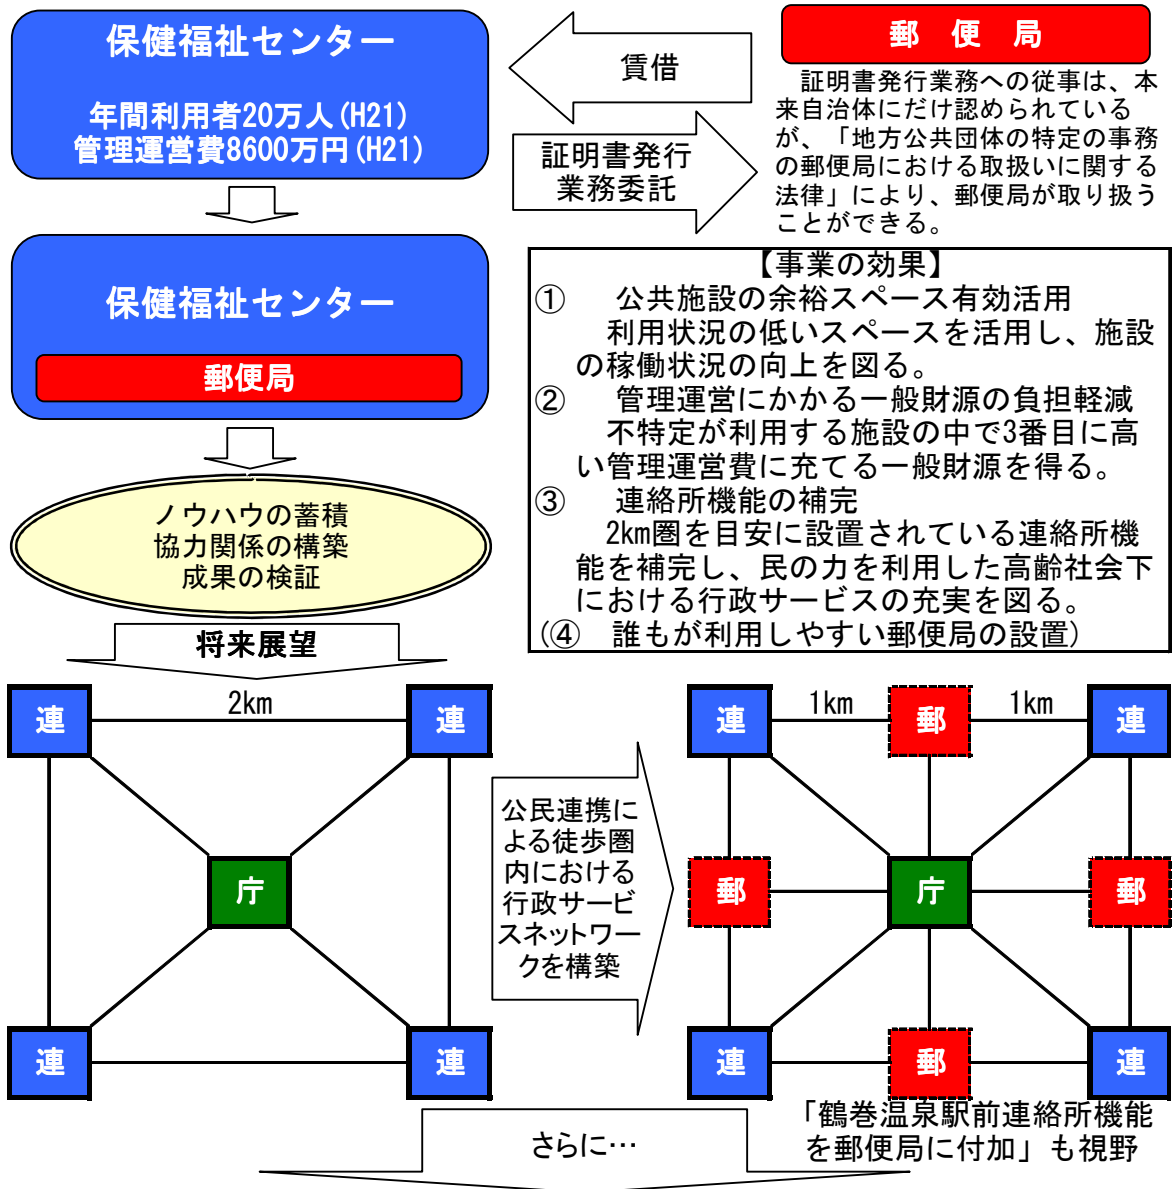 保健福祉センター
年間利用者20万人(H21)
管理運営費8600万円(H21)
賃借
証明書発行
業務委託
郵　便　局
　証明書発行業務への従事は、本
来自治体にだけ認められている
が、「地方公共団体の特定の事務
の郵便局における取扱いに関する
法律」により、郵便局が取り扱う
ことができる。
保健福祉センター
郵便局
【事業の効果】
①　　公共施設の余裕スペース有効活用
　利用状況の低いスペースを活用し、施設
の稼働状況の向上を図る。
②　　管理運営にかかる一般財源の負担軽減
　不特定が利用する施設の中で3番目に高
い管理運営費に充てる一般財源を得る。
③　　連絡所機能の補完
　2km圏を目安に設置されている連絡所機
能を補完し、民の力を利用した高齢社会下
における行政サービスの充実を図る。
(④　誰もが利用しやすい郵便局の設置)
ノウハウの蓄積
協力関係の構築
成果の検証
将来展望
連
2km
連
庁
連
連
公民連携に
よる徒歩圏
内における
行政サービ
スネットワー
クを構築
連
1km
郵
1km
連
郵
庁
郵
連
郵
連
「鶴巻温泉駅前連絡所機能
を郵便局に付加」も視野
さらに…